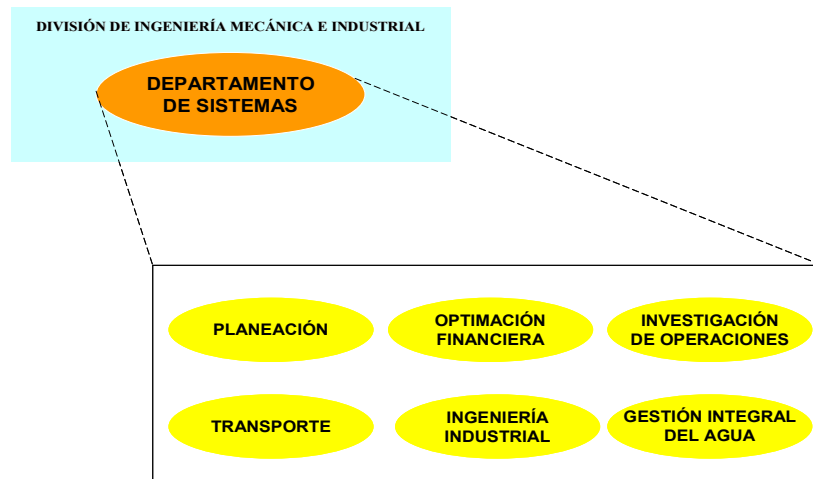 DIVISIÓN DE INGENIERÍA MECÁNICA E INDUSTRIAL
DEPARTAMENTO
DE SISTEMAS
PLANEACIÓN
OPTIMACIÓN
FINANCIERA
INVESTIGACIÓN
DE OPERACIONES
TRANSPORTE
INGENIERÍA
INDUSTRIAL
GESTIÓN INTEGRAL
DEL AGUA